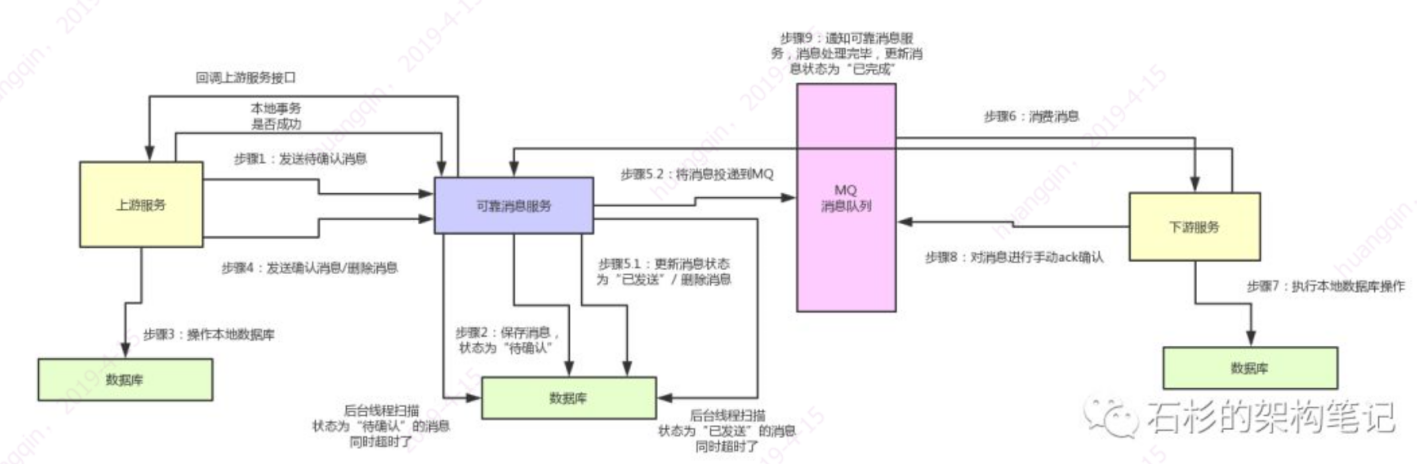 步骤9：通知可靠消息服
务，消息处理完毕，更新消
息状态为“已完成”
回调上游服务接口
本地事务
是否成功
步骤6：消费消息
步骤1：发送待确认消息
步骤5.2：将消息投递到MQ
MQ
消息队列
上游服务
可靠消息服务
下游服务
步骤4：发送确认消息/删除消息
步骤5.1：更新消息状态
为“已发送”/ 删除消息
步骤8：对消息进行手动ack确认
步骤7：执行本地数据库操作
步骤3：操作本地数据库
步骤2：保存消息，
状态为“待确认”
数据库
数据库
数据库
后台线程扫描
状态为“待确认”的消息
同时超时了
后台线程扫描
状态为“已发送”的消息
同时超时了
石杉的架构笔记
huangqin，2019-4-15